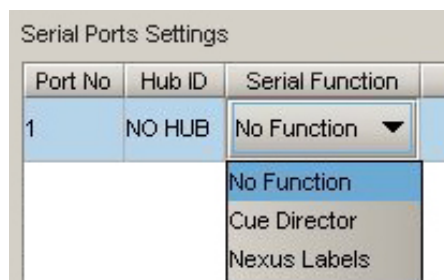 Serial Ports Settings
Port No Hub ID Serial Function
1 NO HUB No Function
No Function
Cue Director
Nexus Labels